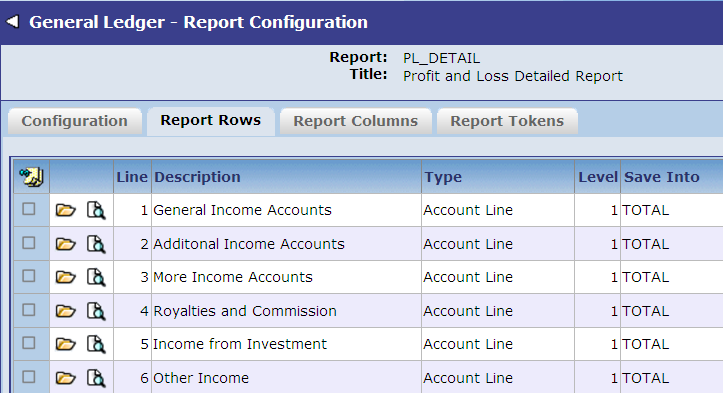 General Ledger - Report Configuration
Report: PL_DETAIL
Title: Profit and Loss Detailed Report
Configuration Report Rows Report Columns Report Tokens
Line Description Type Level Save Into
1 General Income Accounts Account Line 1 TOTAL
2 Additonal Income Accounts Account Line 1 TOTAL
3 More Income Accounts Account Line 1 TOTAL
4 Royalties and Commission Account Line 1 TOTAL
5 Income from Investment Account Line 1 TOTAL
6 Other Income Account Line 1 TOTAL